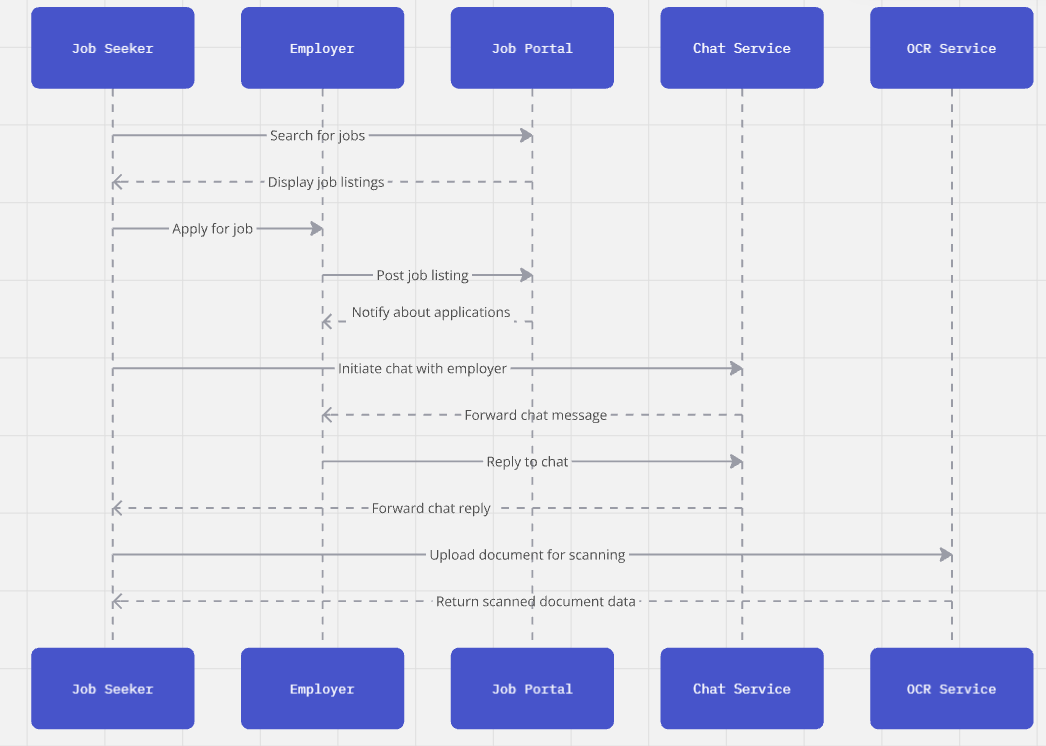 Job Seeker
Employer
Job Portal
Chat Service
OCR Service
Search for jobs
Display job listings
Apply for job
Post job listing
Notify about applications
Initiate chat with employer
Forward chat message
Reply to chat
Forward chat reply
Upload document for scanning
Return scanned document data
Job Seeker
Employer
Job Portal
Chat Service
OCR Service